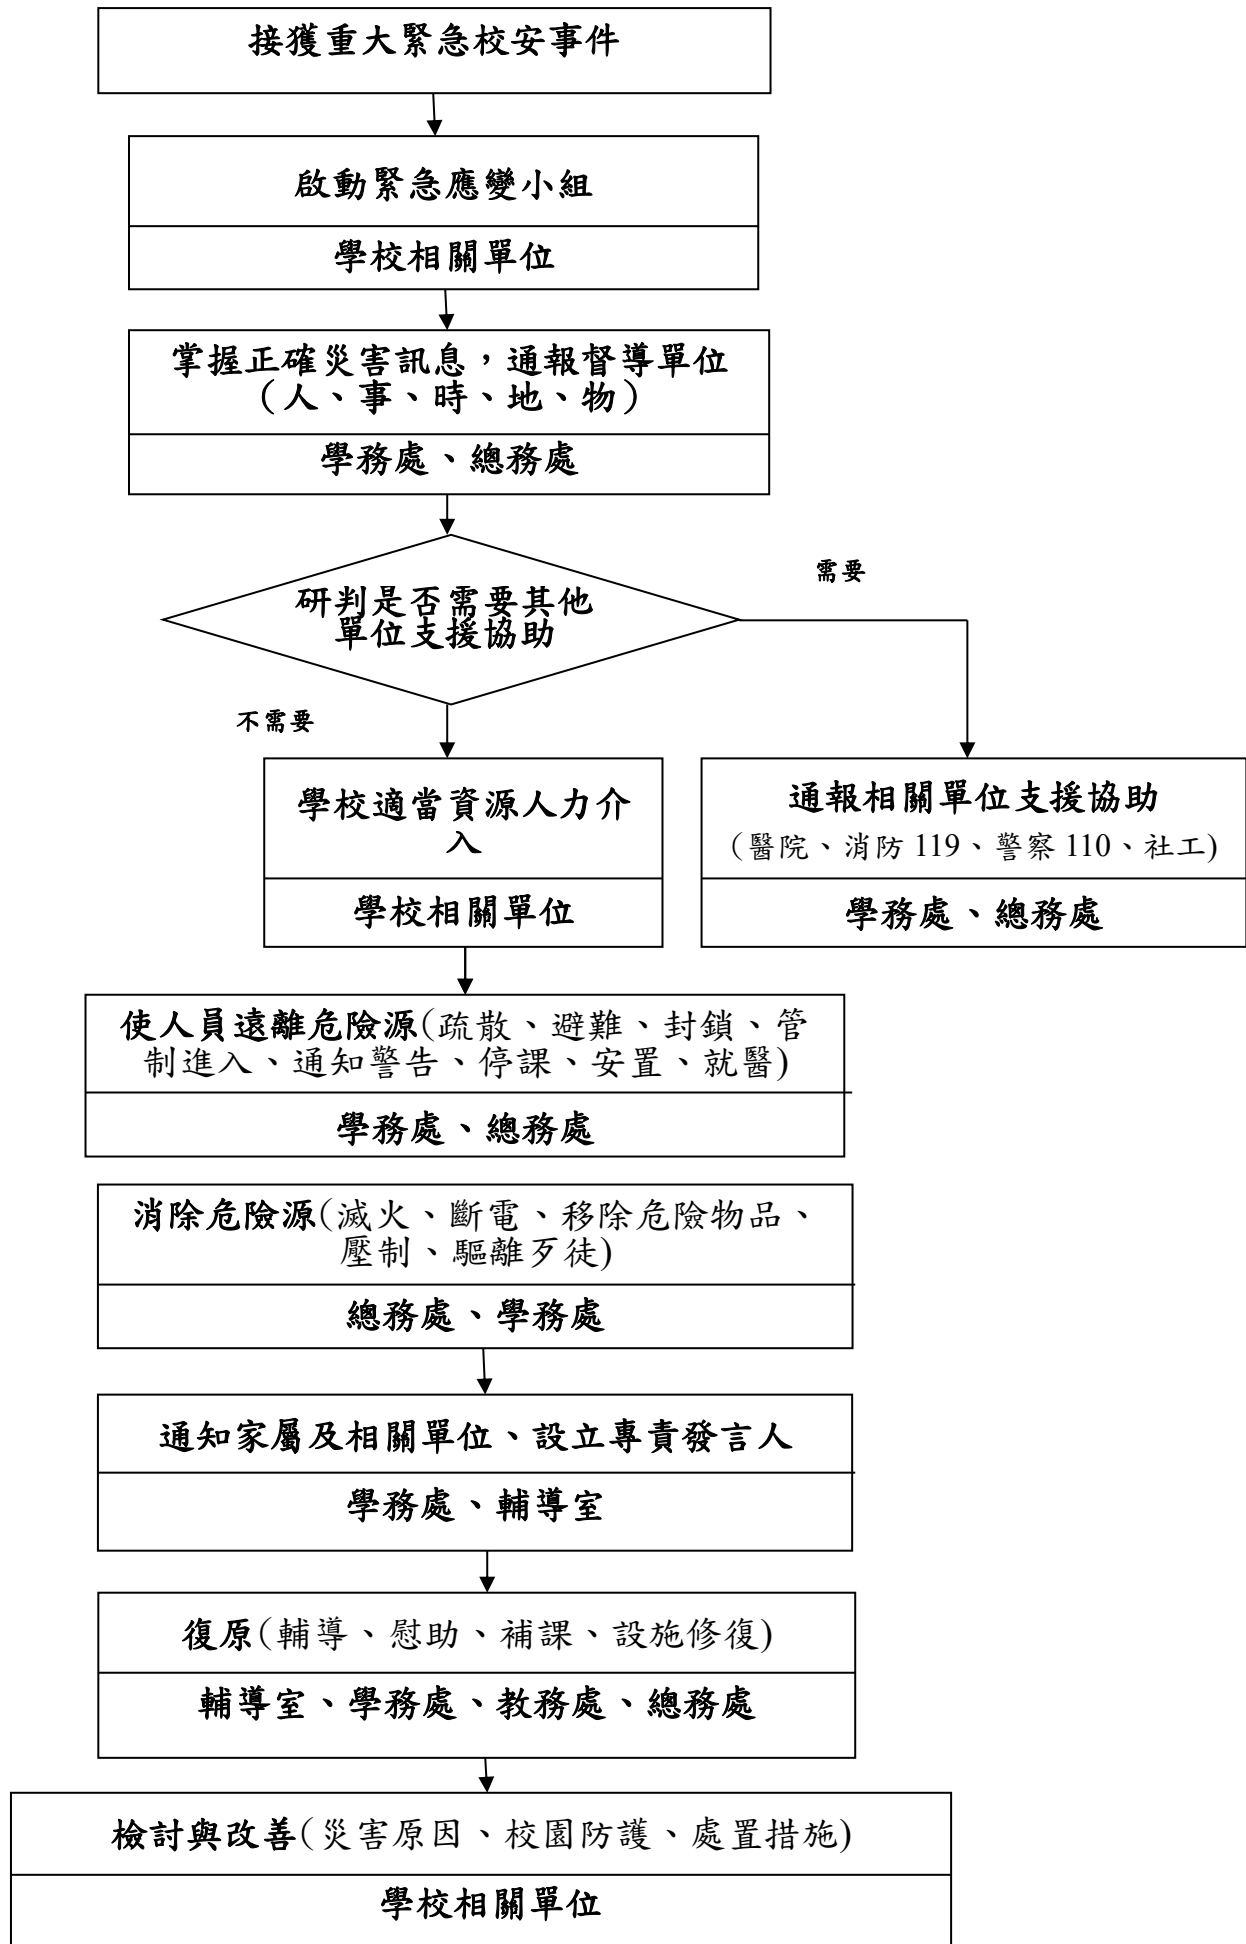 接獲重大緊急校安事件
啟動緊急應變小組
學校相關單位
掌握正確災害訊息，通報督導單位
（人、事、時、地、物）
學務處、總務處
研判是否需要其他
單位支援協助
需要
不需要
學校適當資源人力介
入
學校相關單位
通報相關單位支援協助
（醫院、消防 119、警察 110、社工)
學務處、總務處
使人員遠離危險源(疏散、避難、封鎖、管
制進入、通知警告、停課、安置、就醫)
學務處、總務處
消除危險源(滅火、斷電、移除危險物品、
壓制、驅離歹徒)
總務處、學務處
通知家屬及相關單位、設立專責發言人
學務處、輔導室
復原(輔導、慰助、補課、設施修復)
輔導室、學務處、教務處、總務處
檢討與改善(災害原因、校園防護、處置措施)
學校相關單位